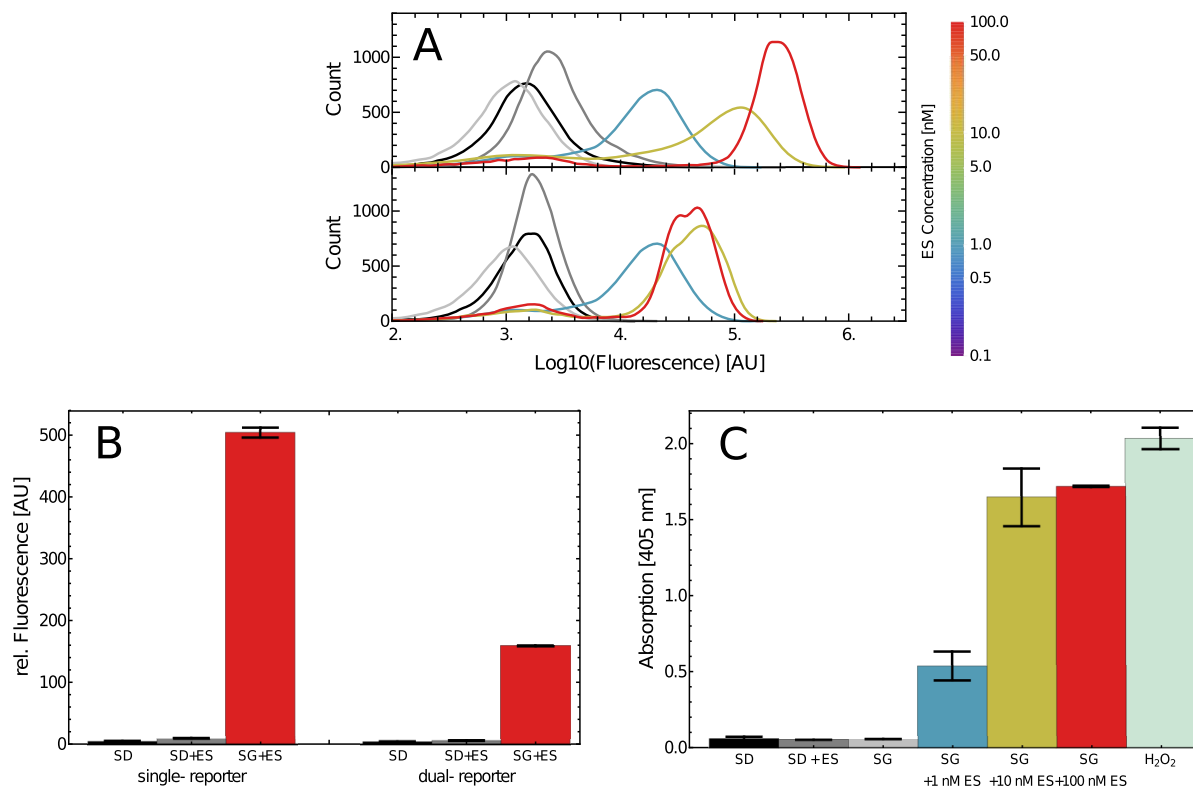 A
Count
1000
500
0
Count
1000
500
0
2.
3.
4.
5.
6.
Log10(Fluorescence) [AU]
100.0
50.0
10.0
5.0
1.0
0.5
0.1
ES Concentration [nM]
B
rel. Fluorescence [AU]
500
400
300
200
100
0
SD
SD+ES
SG+ES
SD
SD+ES
SG+ES
single- reporter
dual- reporter
C
Absorption [405 nm]
2.0
1.5
1.0
0.5
0.0
SD
SD +ES
SG
SG
SG
SG
H₂O₂
+1 nM ES
+10 nM ES
+100 nM ES